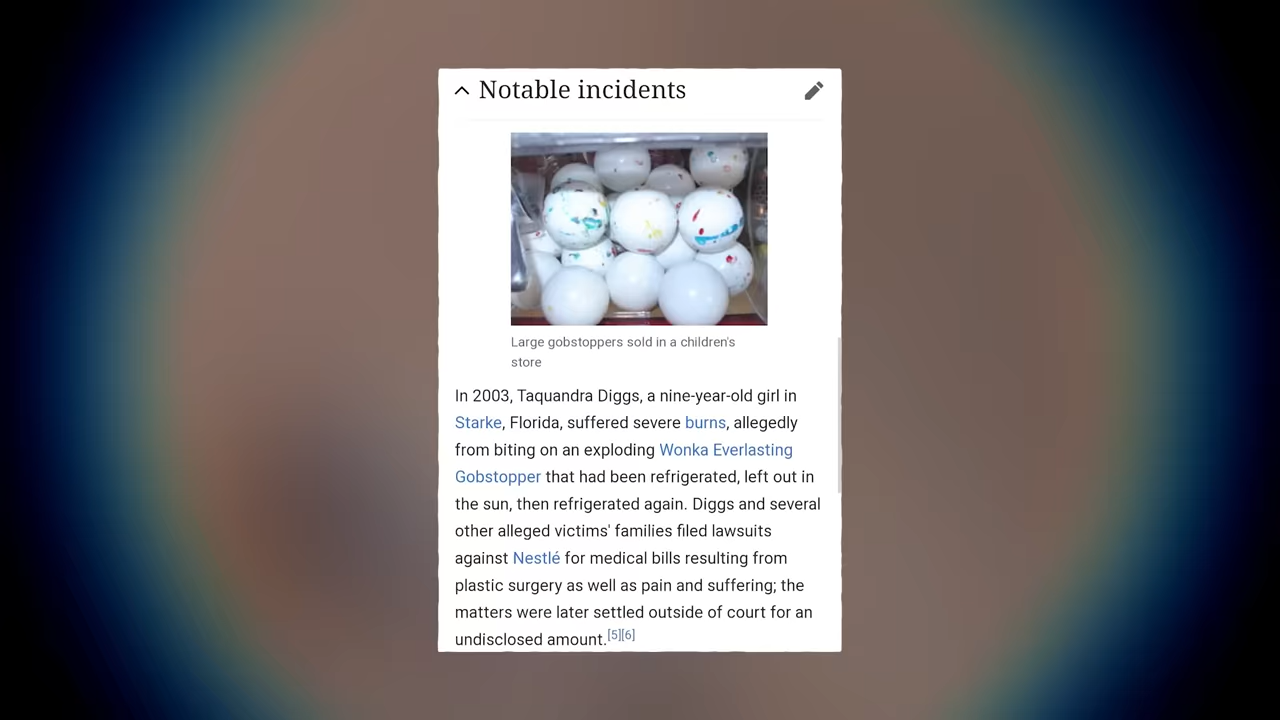 Notable incidents
Large gobstoppers sold in a children's
store
In 2003, Taquandra Diggs, a nine-year-old girl in
Starke, Florida, suffered severe burns, allegedly
from biting on an exploding Wonka Everlasting
Gobstopper that had been refrigerated, left out in
the sun, then refrigerated again. Diggs and several
other alleged victims' families filed lawsuits
against Nestlé for medical bills resulting from
plastic surgery as well as pain and suffering; the
matters were later settled outside of court for an
undisclosed amount.[5][6]